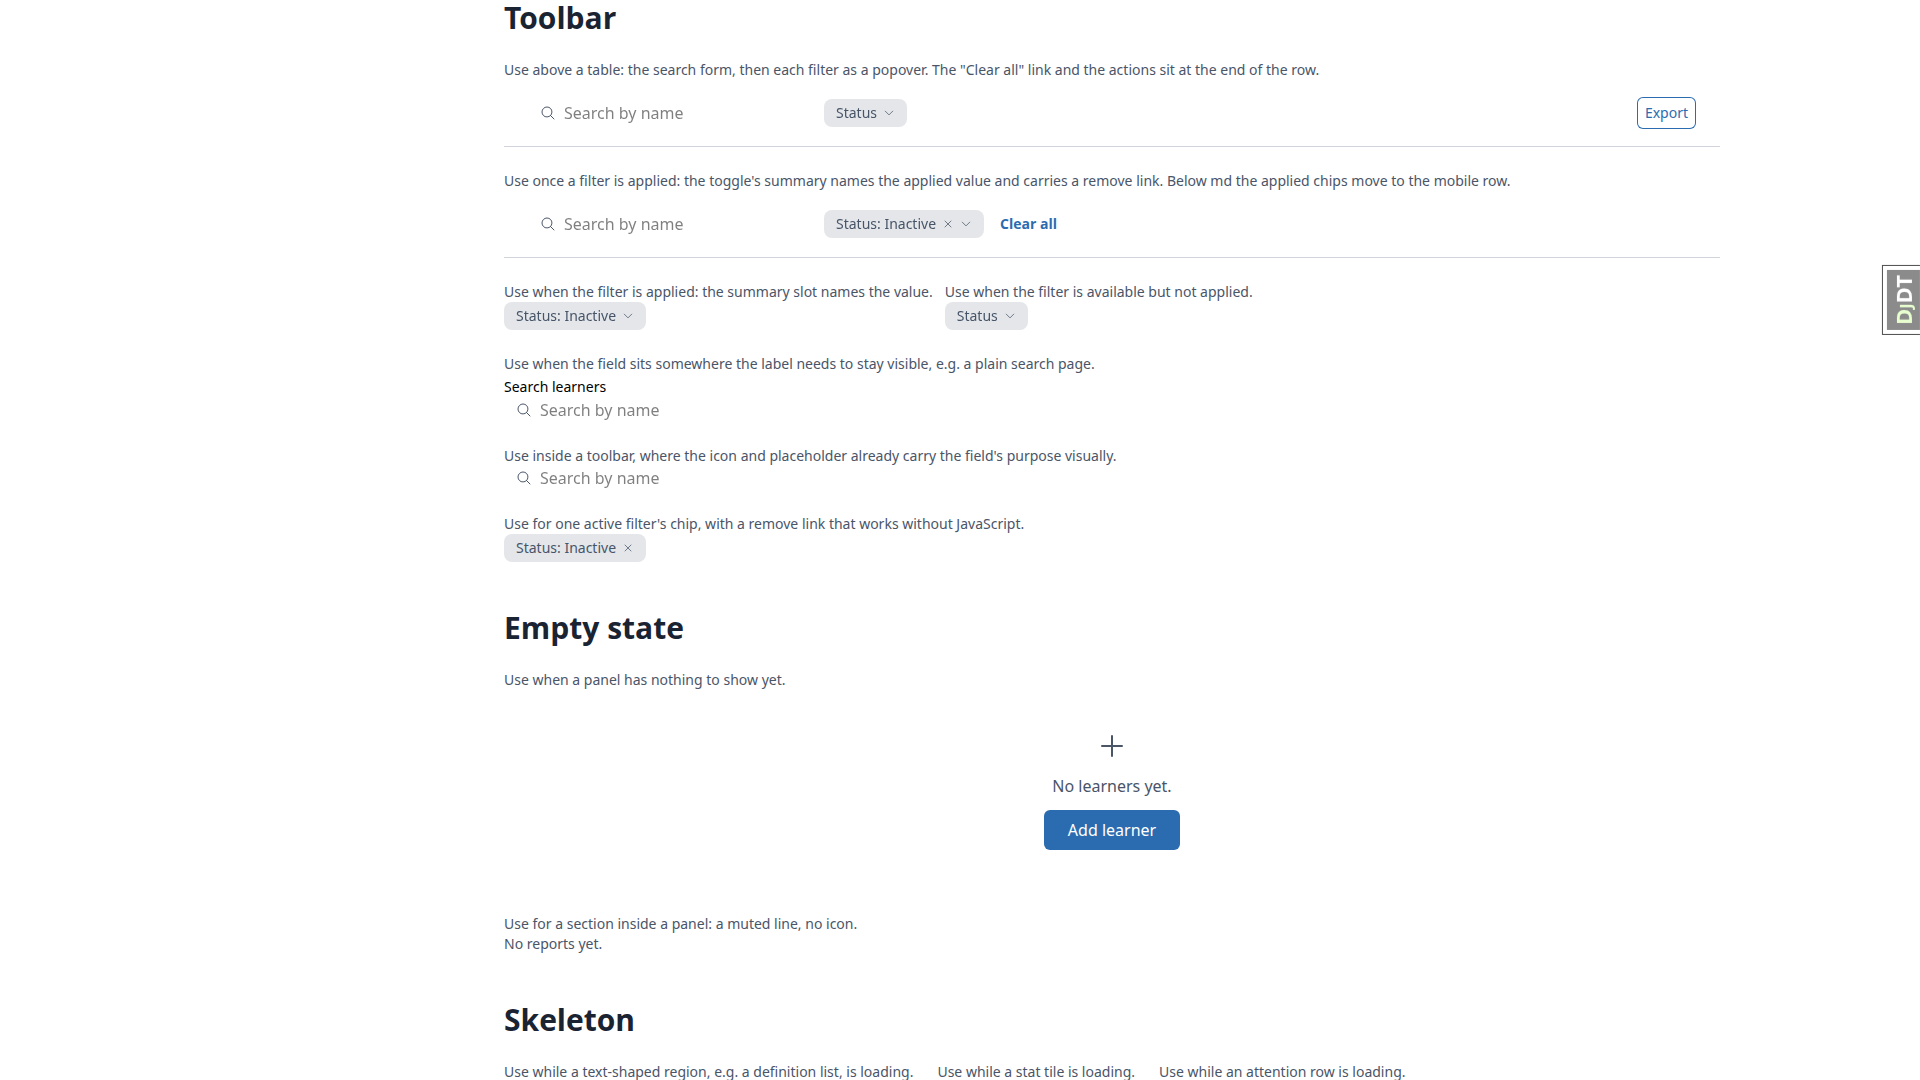 Toolbar
Use above a table: the search form, then each filter as a popover. The "Clear all" link and the actions sit at the end of the row.
Search by name Status Export
Use once a filter is applied: the toggle's summary names the applied value and carries a remove link. Below md the applied chips move to the mobile row.
Search by name Status: Inactive Clear all
Use when the filter is applied: the summary slot names the value. Use when the filter is available but not applied.
Status: Inactive Status
DjDT
Use when the field sits somewhere the label needs to stay visible, e.g. a plain search page.
Search learners
Search by name
Use inside a toolbar, where the icon and placeholder already carry the field's purpose visually.
Search by name
Use for one active filter's chip, with a remove link that works without JavaScript.
Status: Inactive
Empty state
Use when a panel has nothing to show yet.
No learners yet.
Add learner
Use for a section inside a panel: a muted line, no icon.
No reports yet.
Skeleton
Use while a text-shaped region, e.g. a definition list, is loading. Use while a stat tile is loading. Use while an attention row is loading.